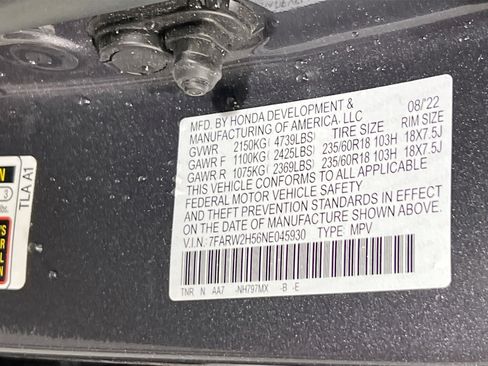 MFD. BY HONDA DEVELOPMENT & 08/'22
MANUFACTURING OF AMERICA, LLC
TIRE SIZE RIM SIZE
GVWR 2150KG( 4739LBS)
GAWR F 1100KG( 2425LBS) 235/60R18 103H 18X7.5J
GAWR R 1075KG( 2369LBS) 235/60R18 103H 18X7.5J
THIS VEHICLE CONFORMS TO ALL APPLICABLE
FEDERAL MOTOR VEHICLE SAFETY
AND THEFT PREVENTION STANDARDS IN EFFECT
ON THE DATE OF MANUFACTURE SHOWN ABOVE.
V.I.N.: 7FARW2H56NE045930 TYPE: MPV
TNR N AA7 -NH797MX -B -E
TLA A1
3